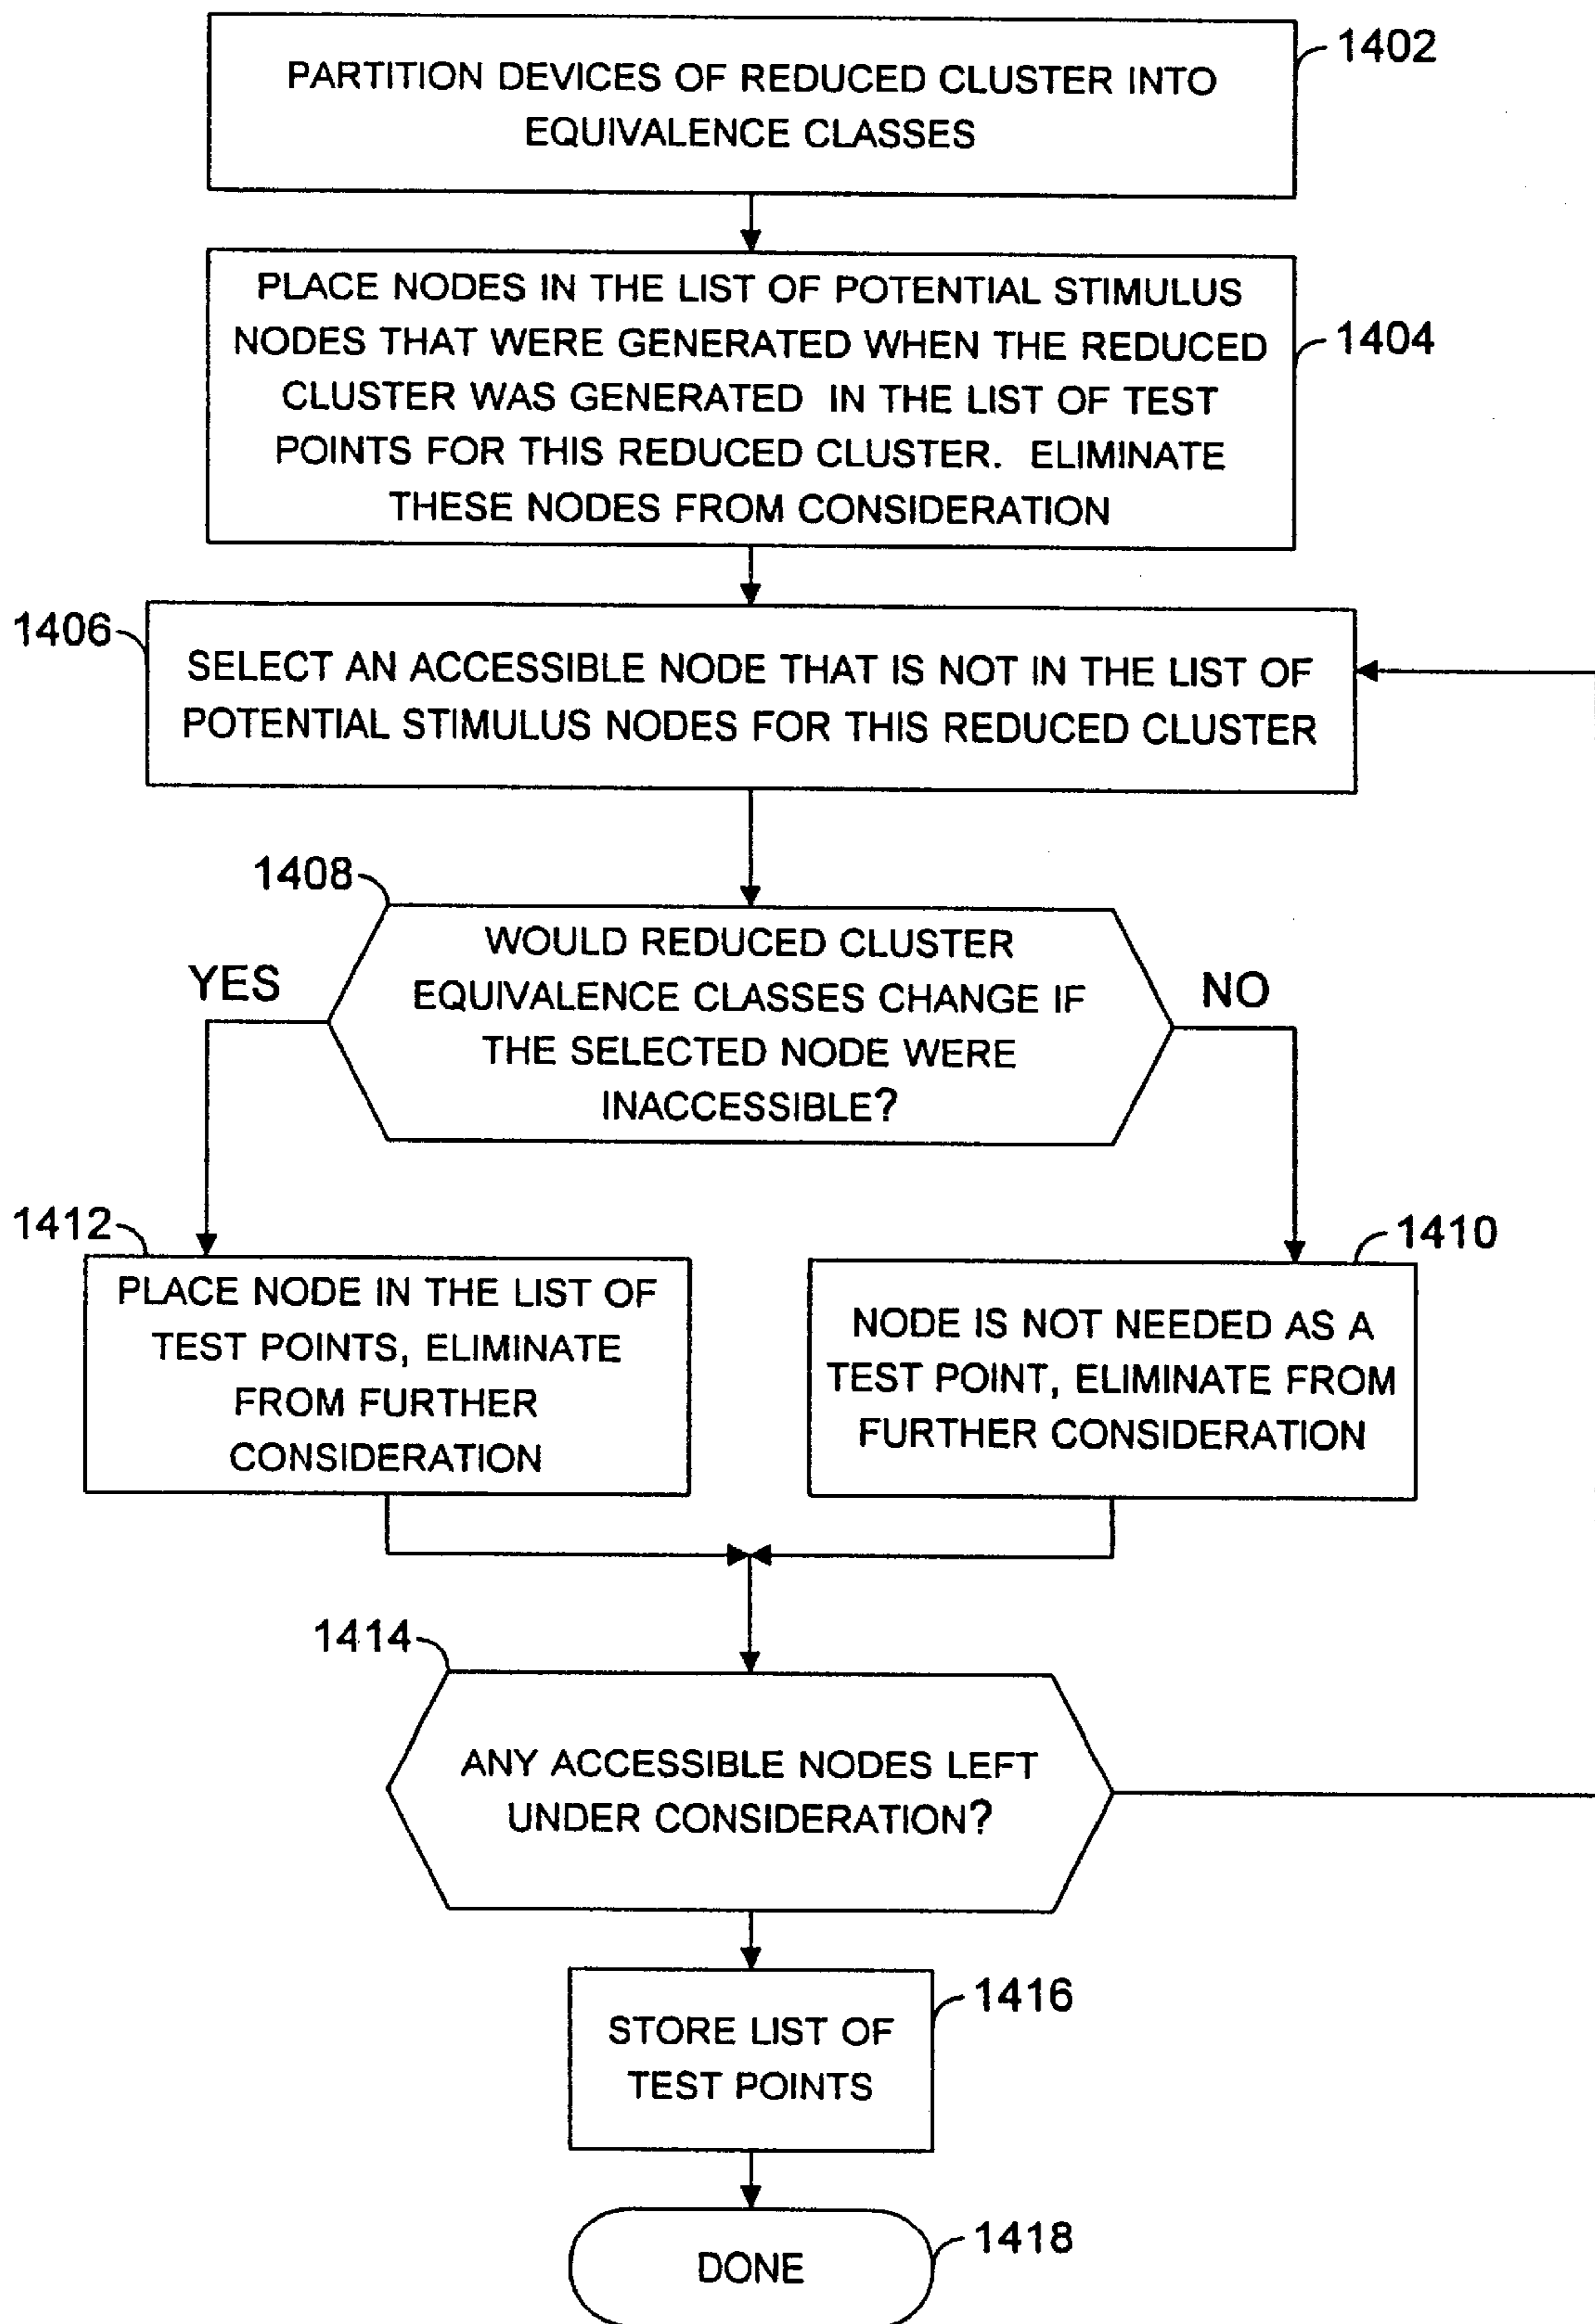 1402
PARTITION DEVICES OF REDUCED CLUSTER INTO
EQUIVALENCE CLASSES
PLACE NODES IN THE LIST OF POTENTIAL STIMULUS
NODES THAT WERE GENERATED WHEN THE REDUCED
CLUSTER WAS GENERATED IN THE LIST OF TEST
POINTS FOR THIS REDUCED CLUSTER. ELIMINATE
THESE NODES FROM CONSIDERATION
1404
1406
SELECT AN ACCESSIBLE NODE THAT IS NOT IN THE LIST OF
POTENTIAL STIMULUS NODES FOR THIS REDUCED CLUSTER
1408
WOULD REDUCED CLUSTER
EQUIVALENCE CLASSES CHANGE IF
THE SELECTED NODE WERE
INACCESSIBLE?
YES
NO
1412
PLACE NODE IN THE LIST OF
TEST POINTS, ELIMINATE
FROM FURTHER
CONSIDERATION
1410
NODE IS NOT NEEDED AS A
TEST POINT, ELIMINATE FROM
FURTHER CONSIDERATION
1414
ANY ACCESSIBLE NODES LEFT
UNDER CONSIDERATION?
1416
STORE LIST OF
TEST POINTS
1418
DONE